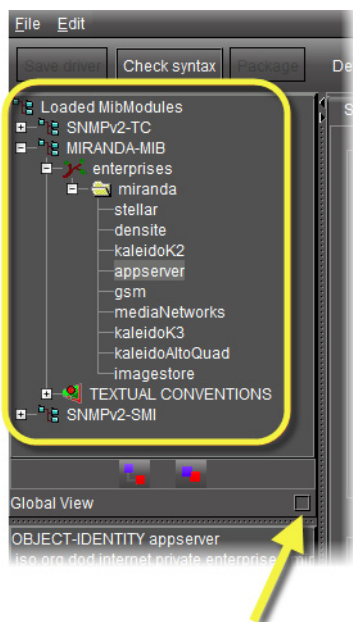 File Edit
Save driver Check syntax Package De
Loaded MibModules
SNMPv2-TC
MIRANDA-MIB
enterprises
miranda
stellar
densite
kaleidoK2
appserver
gsm
mediaNetworks
kaleidoK3
kaleidoAltoQuad
imagestore
TEXTUAL CONVENTIONS
SNMPv2-SMI
Global View
OBJECT-IDENTITY appserver
iso.org.dod.internet.private.enterprise